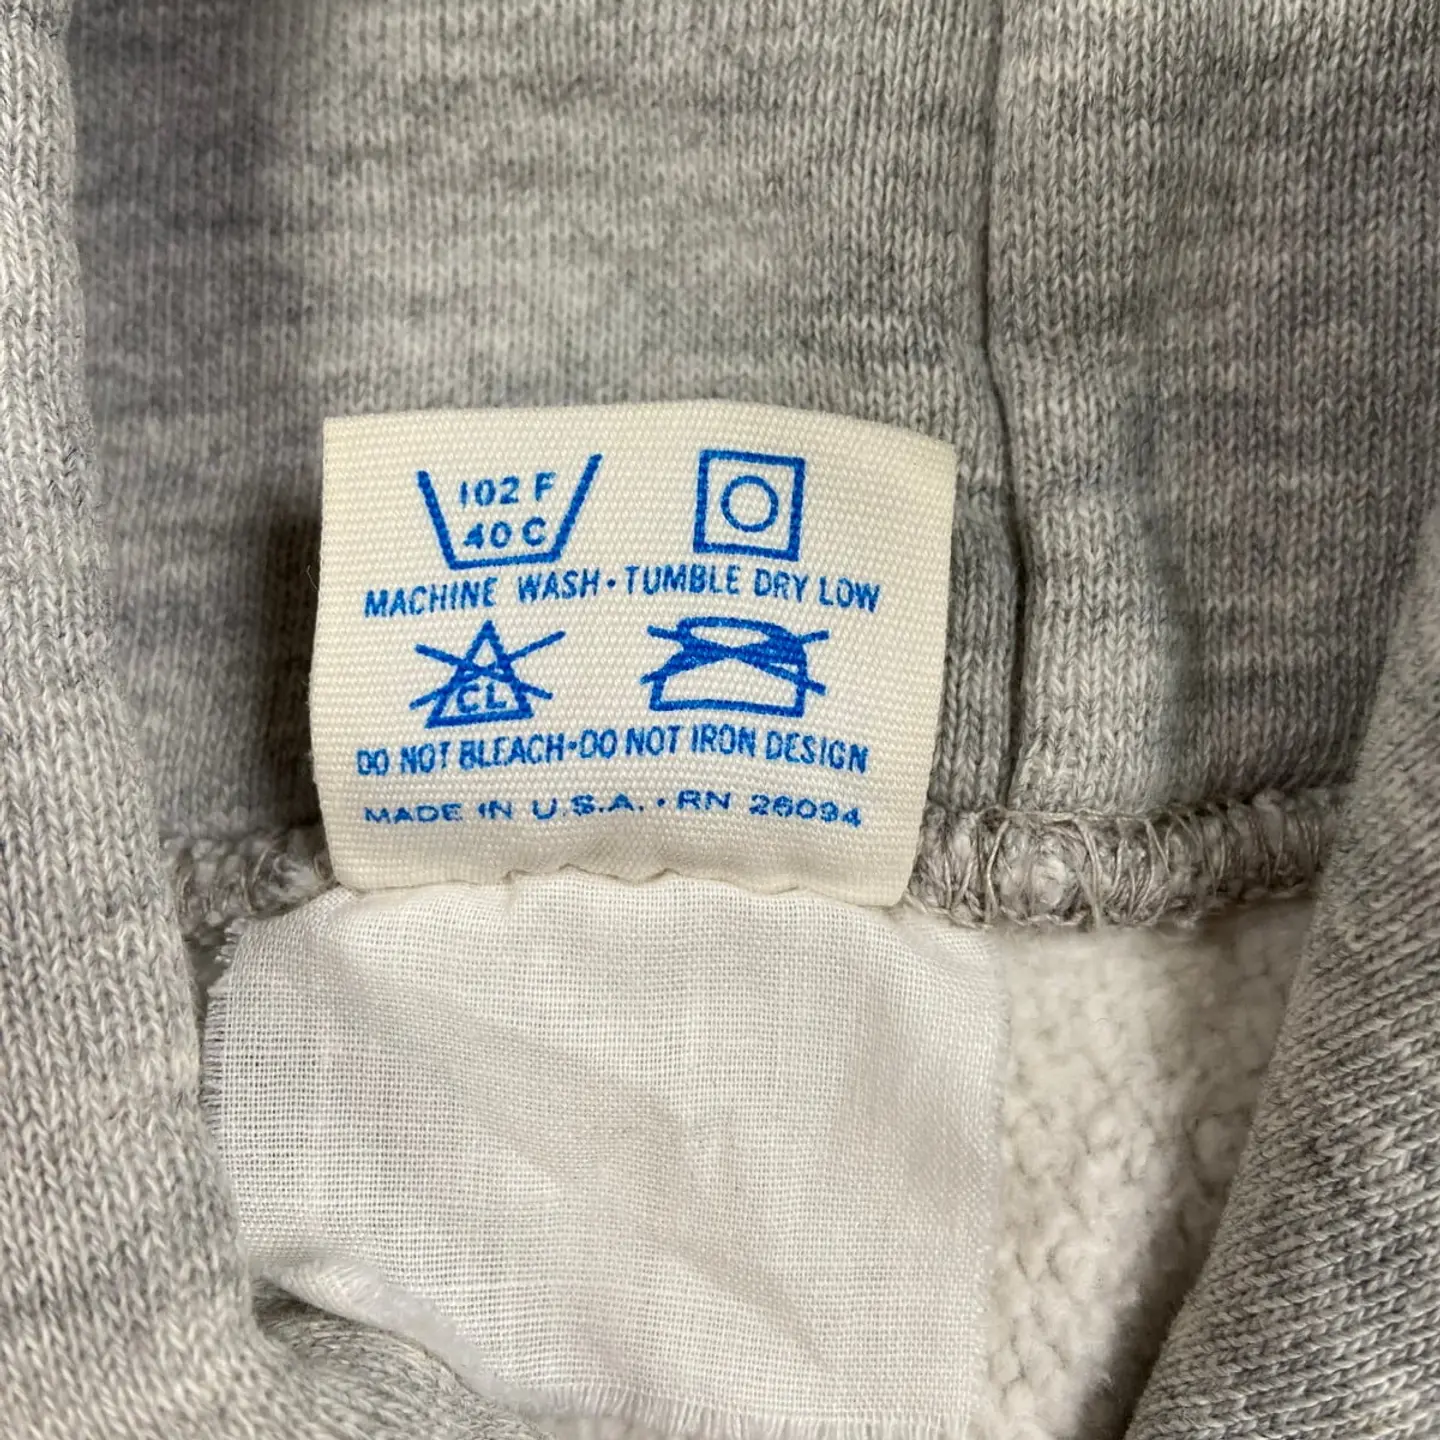 102 F
40 C
MACHINE WASH • TUMBLE DRY LOW
CL
DO NOT BLEACH • DO NOT IRON DESIGN
MADE IN U.S.A. • RN 26094